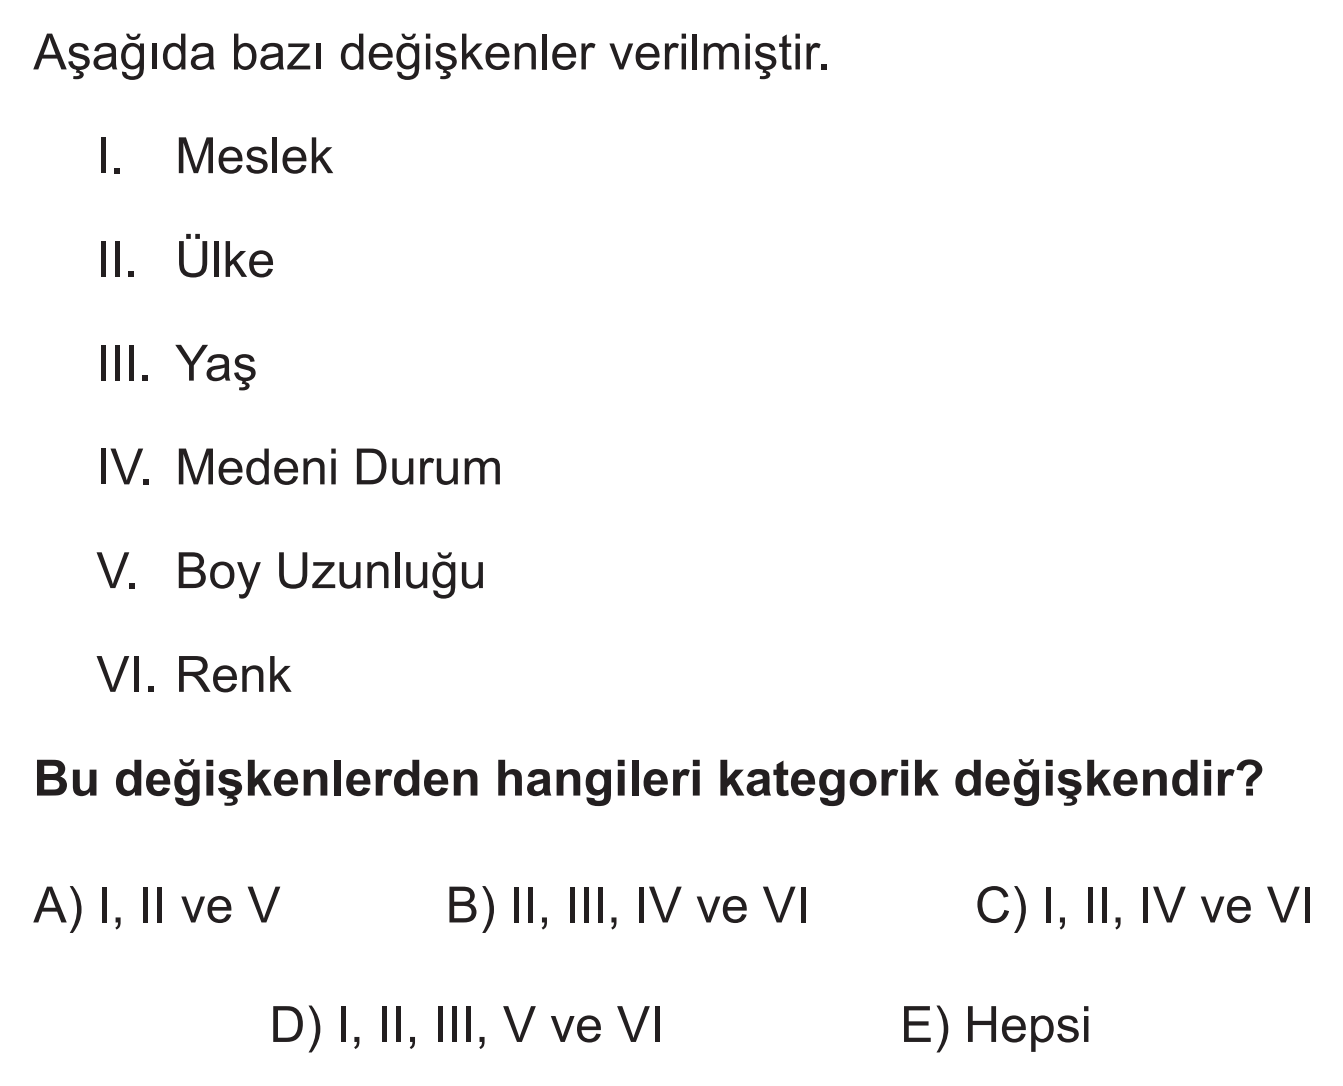 Aşağıda bazı değişkenler verilmiştir.
I. Meslek
II. Ülke
III. Yaş
IV. Medeni Durum
V. Boy Uzunluğu
VI. Renk
Bu değişkenlerden hangileri kategorik değişkendir?
A) I, II ve V B) II, III, IV ve VI C) I, II, IV ve VI
D) I, II, III, V ve VI E) Hepsi